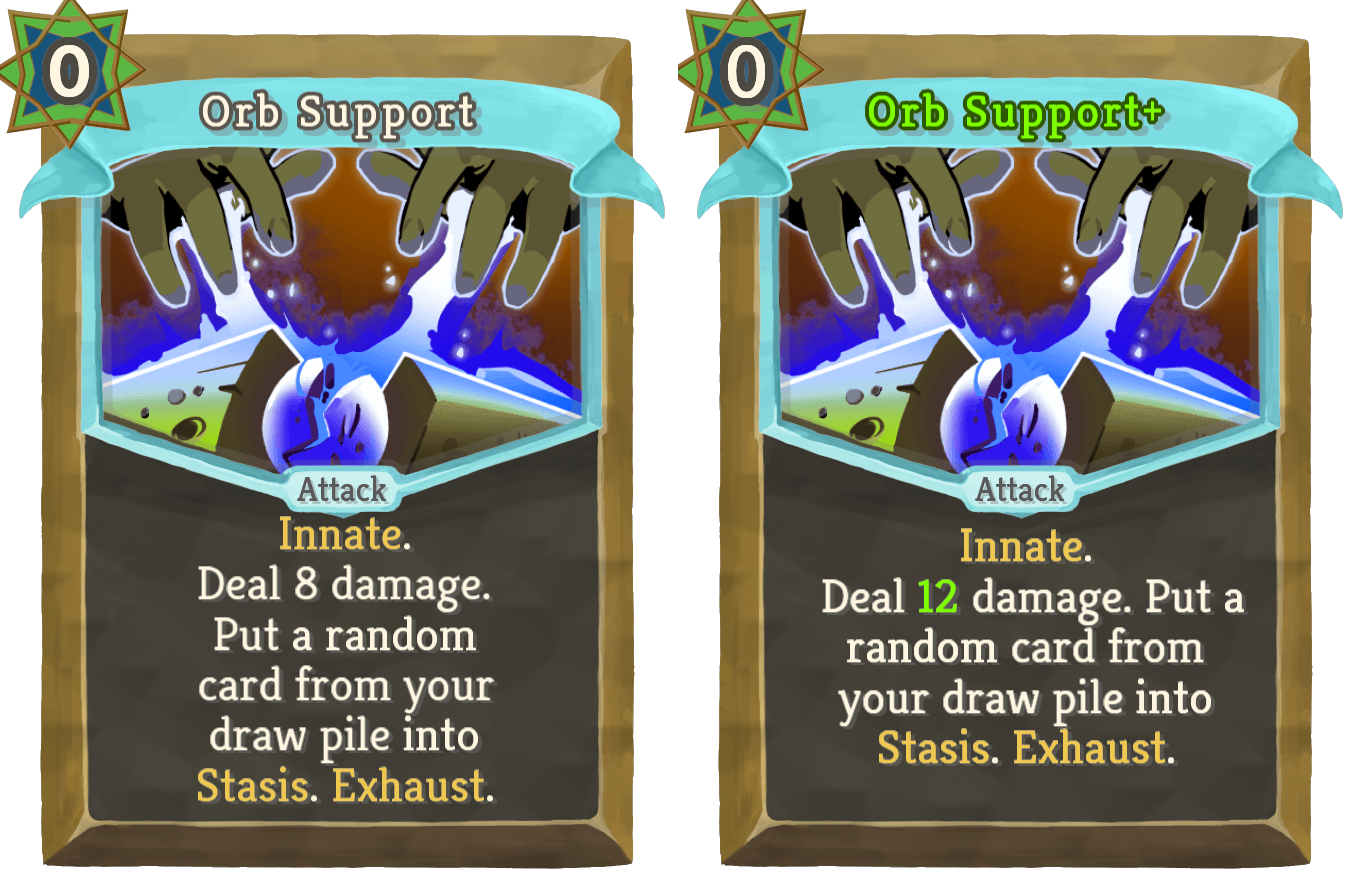 0
Orb Support
Attack
Innate.
Deal 8 damage.
Put a random
card from your
draw pile into
Stasis. Exhaust.
0
Orb Support+
Attack
Innate.
Deal 12 damage. Put a
random card from
your draw pile into
Stasis. Exhaust.